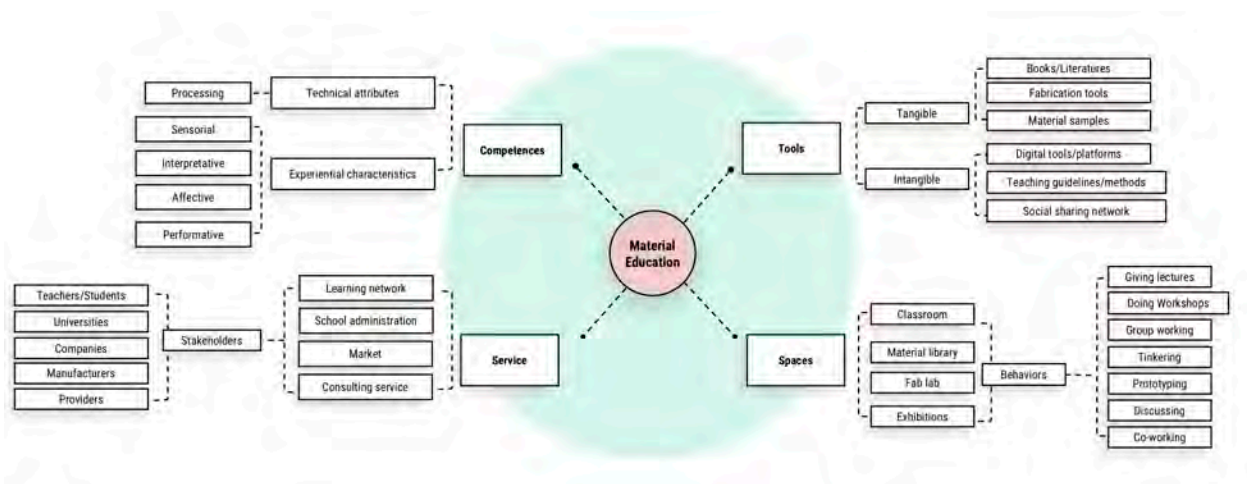 Processing
Technical attributes
Sensorial
Interpretative
Experiential characteristics
Affective
Performative
Competences
Tools
Tangible
Books/Literatures
Fabrication tools
Material samples
Intangible
Digital tools/platforms
Teaching guidelines/methods
Social sharing network
Material
Education
Teachers/Students
Universities
Companies
Manufacturers
Providers
Stakeholders
Learning network
School administration
Market
Consulting service
Service
Spaces
Classroom
Material library
Fab lab
Exhibitions
Behaviors
Giving lectures
Doing Workshops
Group working
Tinkering
Prototyping
Discussing
Co-working